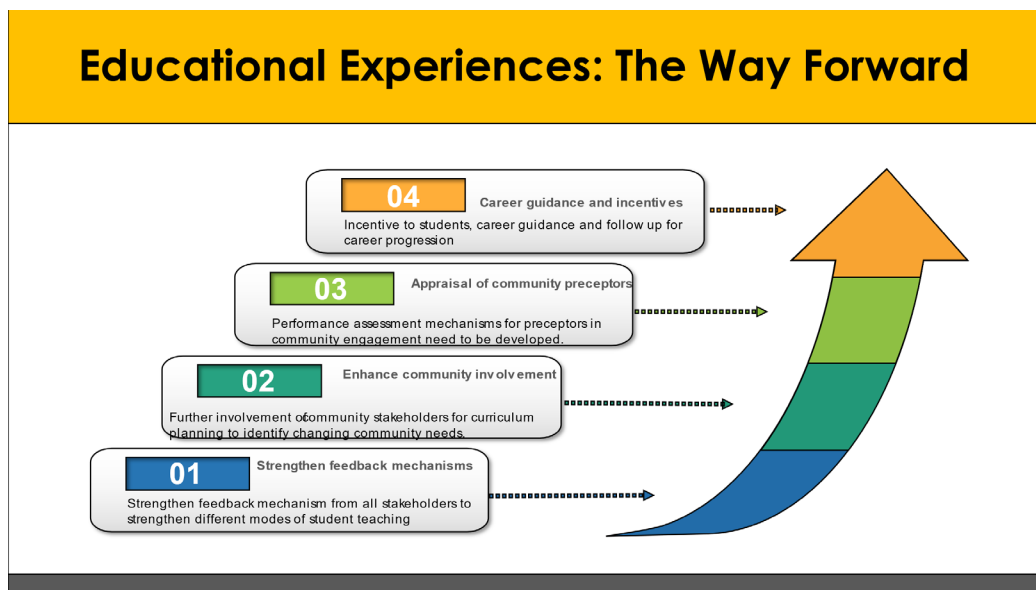 Educational Experiences: The Way Forward
04
Career guidance and incentives
Incentive to students, career guidance and follow up for
career progression
03
Appraisal of community preceptors
Performance assessment mechanisms for preceptors in
community engagement need to be developed.
02
Enhance community involvement
Further involvement of community stakeholders for curriculum
planning to identify changing community needs.
01
Strengthen feedback mechanisms
Strengthen feedback mechanism from all stakeholders to
strengthen different modes of student teaching